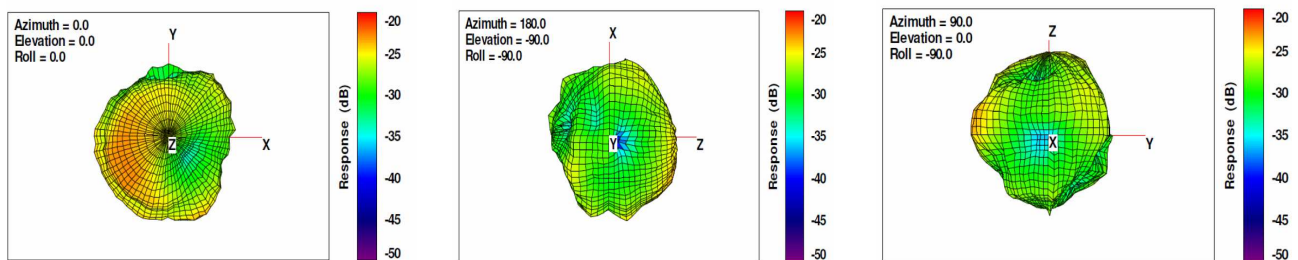 Azimuth = 0.0
Elevation = 0.0
Roll = 0.0
Y
X
Z
Response (dB)
-20
-25
-30
-35
-40
-45
-50
Azimuth = 180.0
Elevation = -90.0
Roll = -90.0
X
Z
Y
Response (dB)
-20
-25
-30
-35
-40
-45
-50
Azimuth = 90.0
Elevation = 0.0
Roll = -90.0
Z
Y
X
Response (dB)
-20
-25
-30
-35
-40
-45
-50